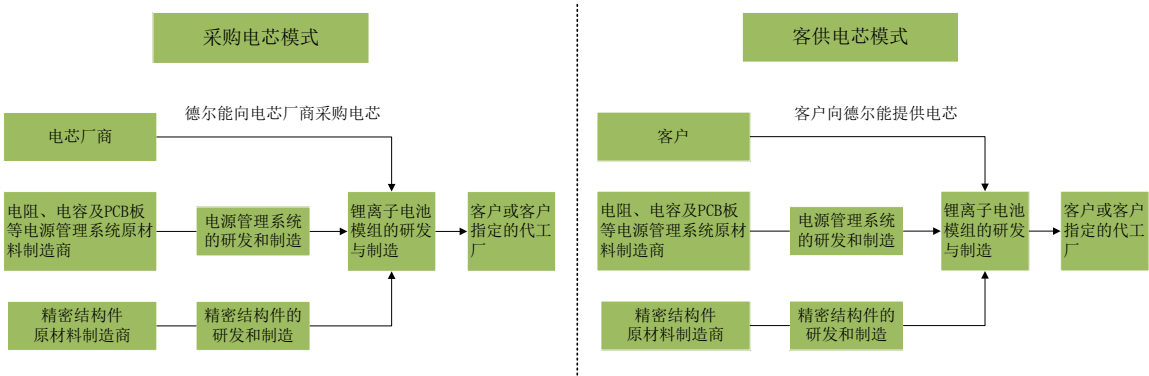 采购电芯模式
德尔能向电芯厂商采购电芯
电芯厂商
电阻、电容及PCB板
等电源管理系统原材
料制造商
电源管理系统
的研发和制造
锂离子电池
模组的研发
与制造
客户或客户
指定的代工
厂
精密结构件
原材料制造商
精密结构件的
研发和制造
客供电芯模式
客户向德尔能提供电芯
客户
电阻、电容及PCB板
等电源管理系统原材
料制造商
电源管理系统
的研发和制造
锂离子电池
模组的研发
与制造
客户或客户
指定的代工
厂
精密结构件
原材料制造商
精密结构件的
研发和制造